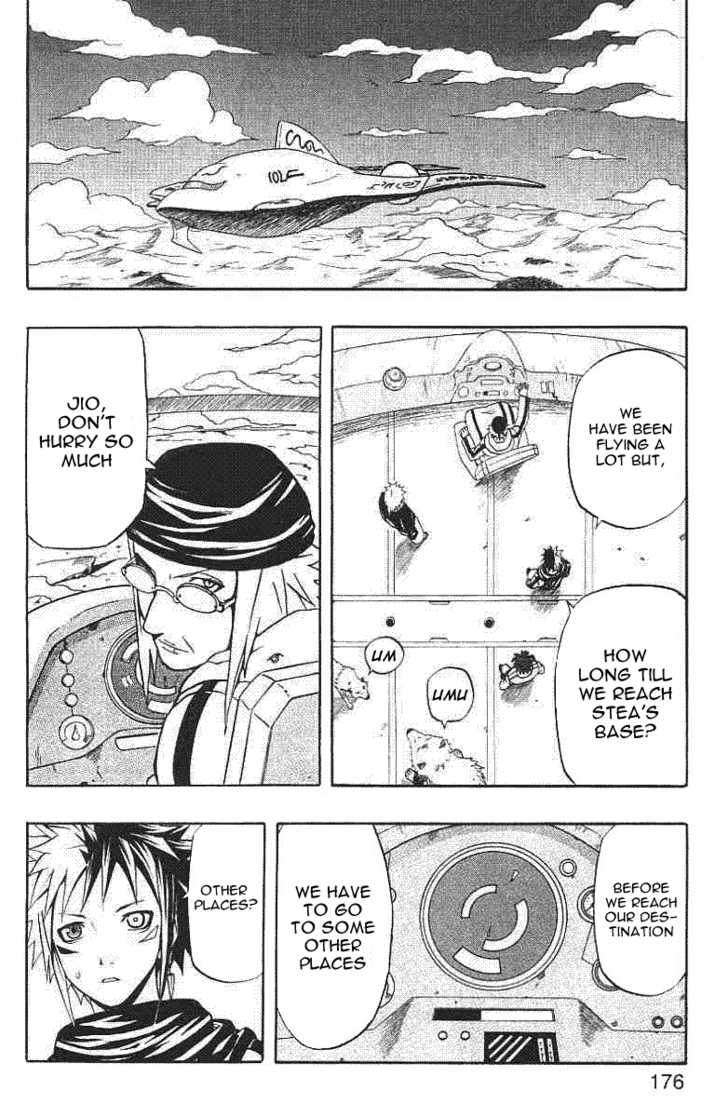 WE
HAVE BEEN
FLYING A
LOT BUT,
HOW
LONG TILL
WE REACH
STEA'S
BASE?
UM
UMU
JIO,
DON'T
HURRY SO
MUCH
BEFORE
WE REACH
OUR DES-
TINATION
WE HAVE
TO GO
TO SOME
OTHER
PLACES
OTHER
PLACES?
176